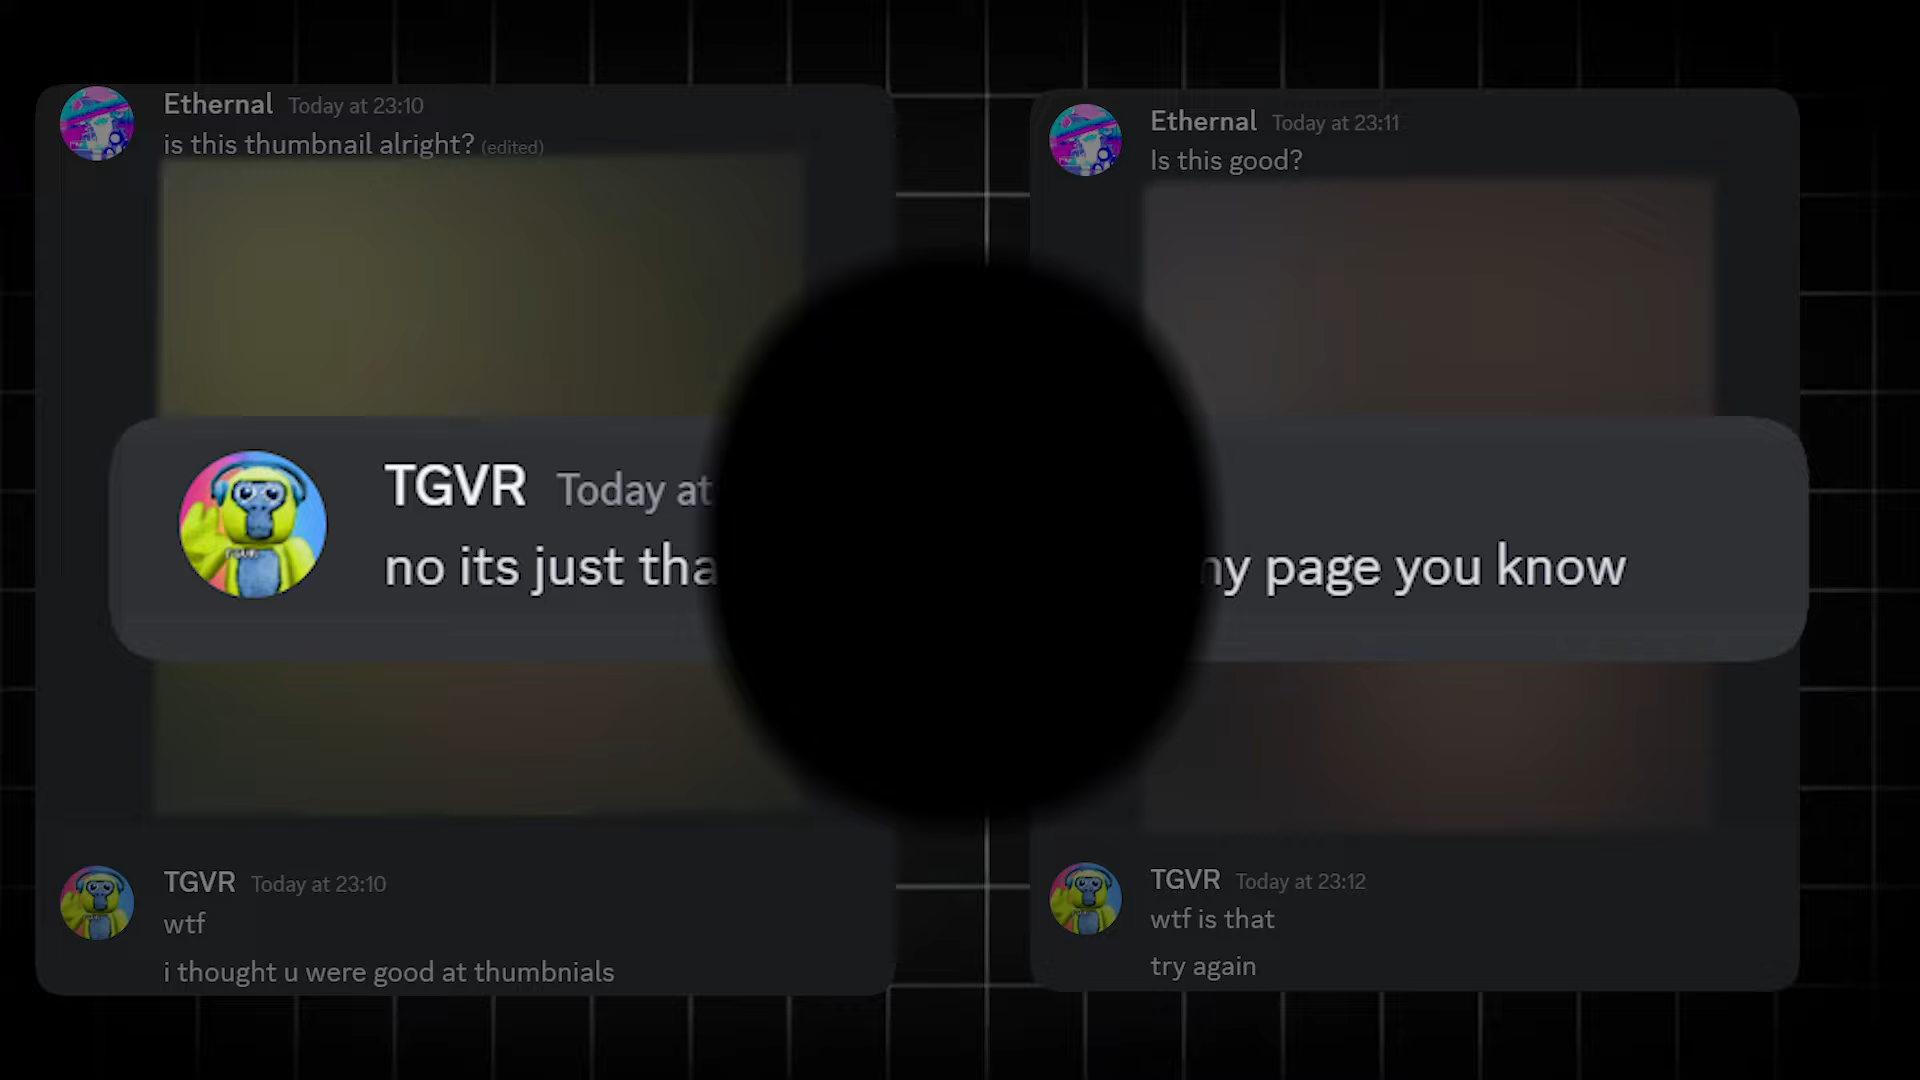 Ethernal Today at 23:10
is this thumbnail alright? (edited)
Ethernal Today at 23:11
Is this good?
TGVR Today at
no its just
page you know
TGVR Today at 23:10
wtf
i thought u were good at thumbnials
TGVR Today at 23:12
wtf is that
try again